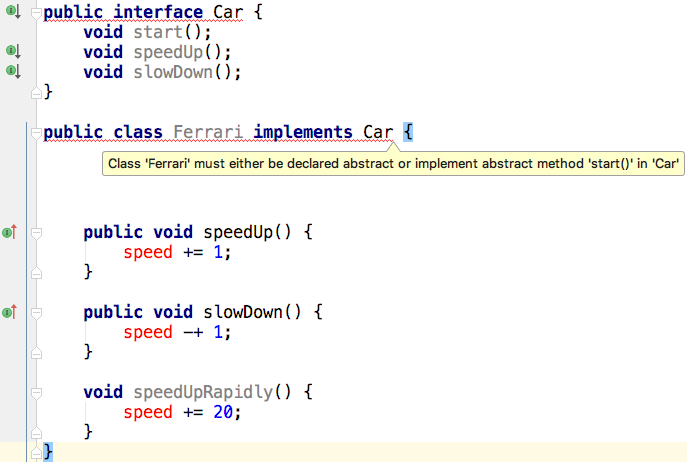 public interface Car {
void start();
void speedUp();
void slowDown();
}
public class Ferrari implements Car {
Class 'Ferrari' must either be declared abstract or implement abstract method 'start()' in 'Car'
public void speedUp() {
speed += 1;
}
public void slowDown() {
speed –+ 1;
}
void speedUpRapidly() {
speed += 20;
}
}